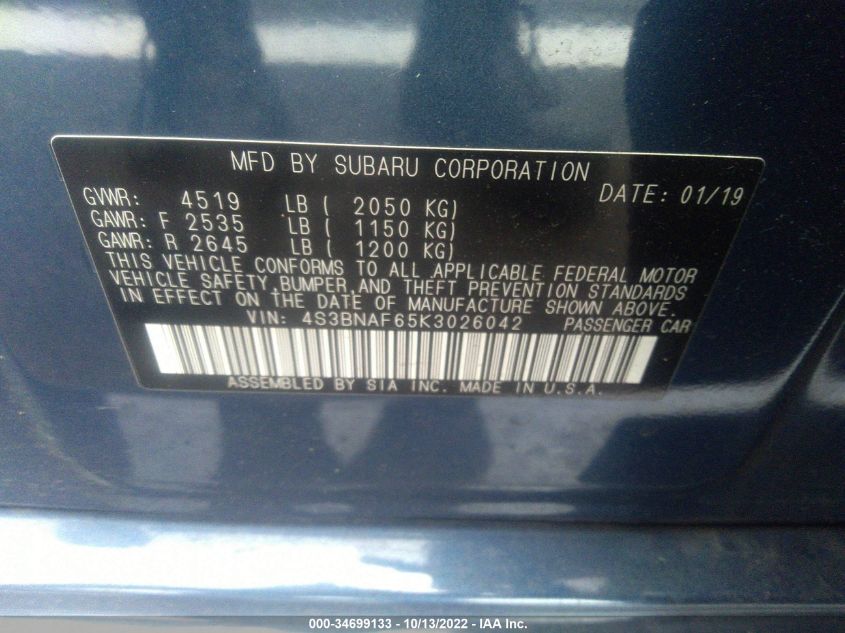 MFD BY SUBARU CORPORATION
GVWR: 4519 LB ( 2050 KG) DATE: 01/19
GAWR: F 2535 LB ( 1150 KG)
GAWR: R 2645 LB ( 1200 KG)
THIS VEHICLE CONFORMS TO ALL APPLICABLE FEDERAL MOTOR
VEHICLE SAFETY,BUMPER,AND THEFT PREVENTION STANDARDS
IN EFFECT ON THE DATE OF MANUFACTURE SHOWN ABOVE.
VIN: 4S3BNAF65K3026042 PASSENGER CAR
ASSEMBLED BY SIA INC. MADE IN U.S.A.
000-34699133 - 10/13/2022 - IAA Inc.